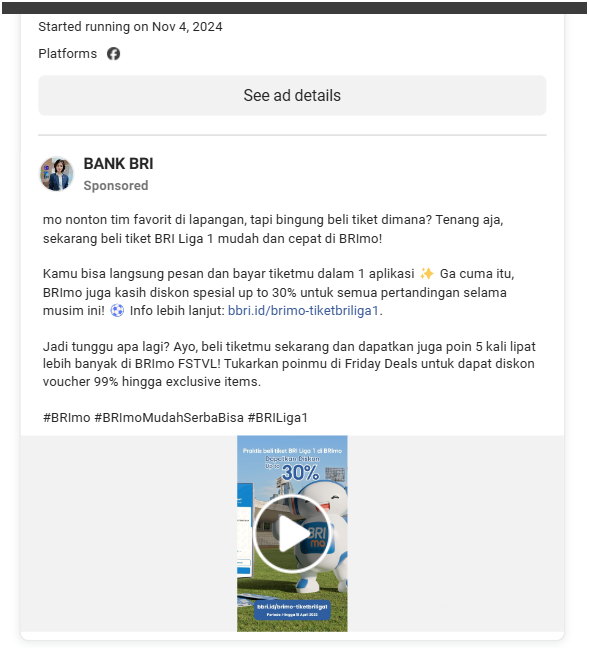 Started running on Nov 4, 2024
Platforms
See ad details
BANK BRI
Sponsored
mo nonton tim favorit di lapangan, tapi bingung beli tiket dimana? Tenang aja,
sekarang beli tiket BRI Liga 1 mudah dan cepat di BRImo!
Kamu bisa langsung pesan dan bayar tiketmu dalam 1 aplikasi ✨ Ga cuma itu,
BRImo juga kasih diskon spesial up to 30% untuk semua pertandingan selama
musim ini! ⚽ Info lebih lanjut: bbri.id/brimo-tiketbriliga1.
Jadi tunggu apa lagi? Ayo, beli tiketmu sekarang dan dapatkan juga poin 5 kali lipat
lebih banyak di BRImo FSTVL! Tukarkan poinmu di Friday Deals untuk dapat diskon
voucher 99% hingga exclusive items.
#BRImo #BRImoMudahSerbaBisa #BRILiga1
Praktis beli tiket BRI Liga 1 di BRImo
Dapatkan Diskon
Up to 30%
BRI
mo
bbri.id/brimo-tiketbriliga1